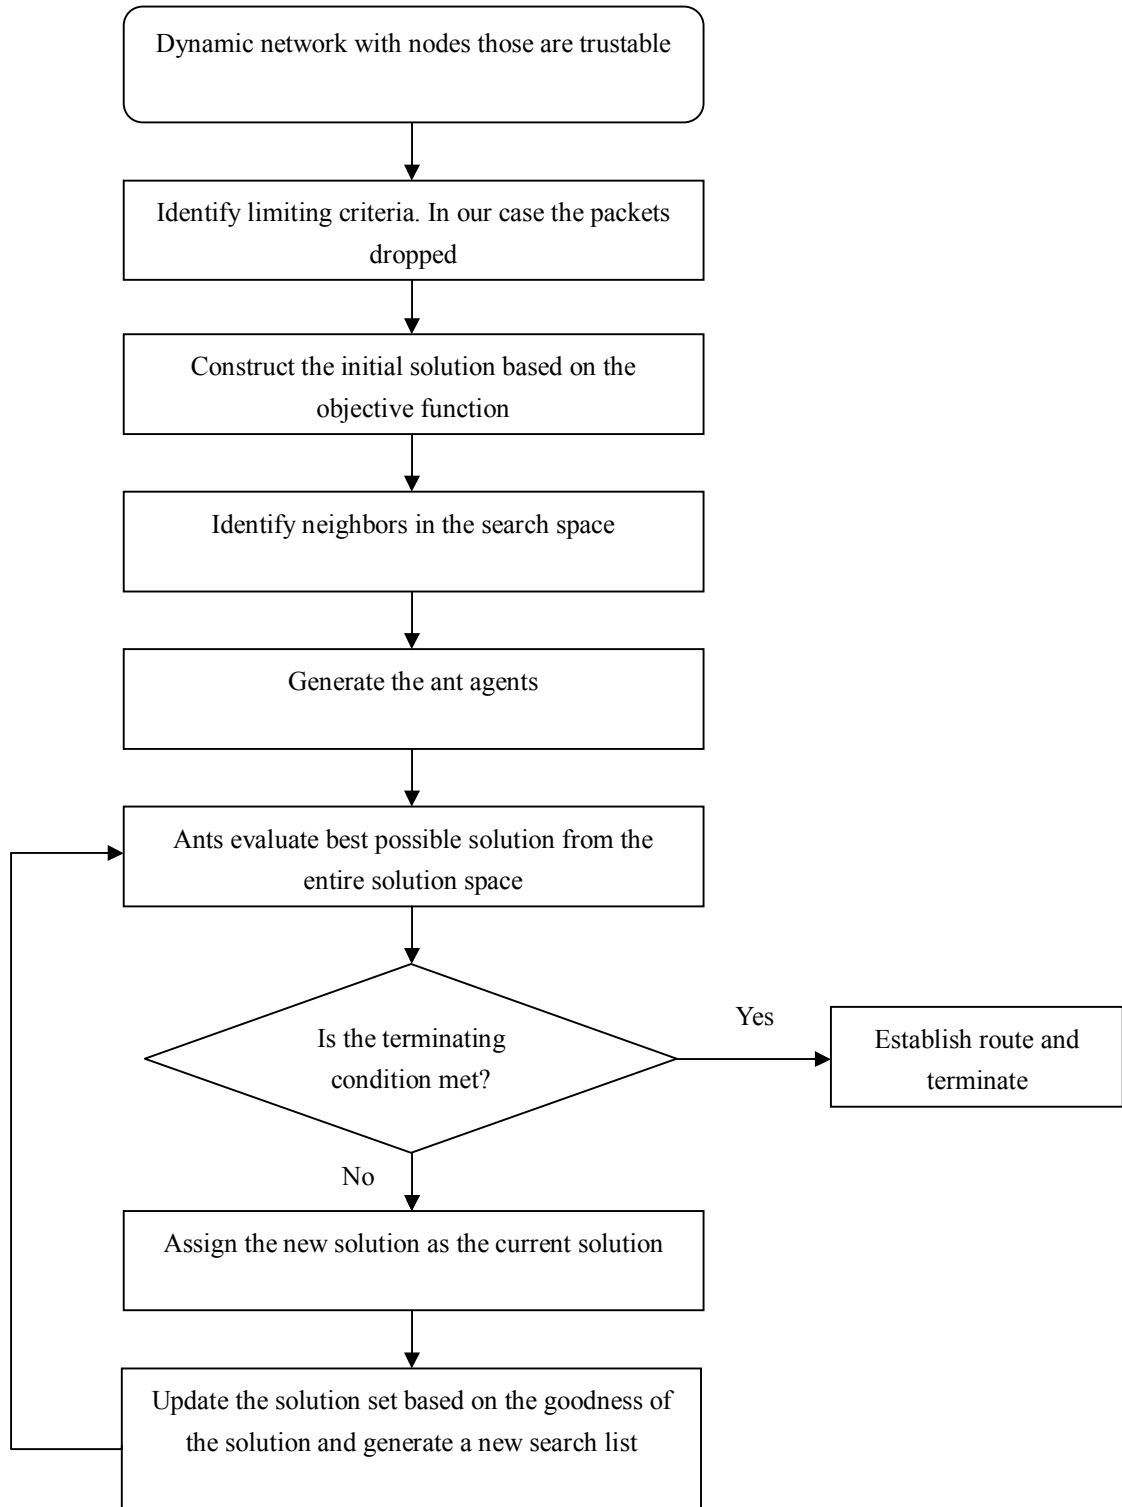 Dynamic network with nodes those are trustable
Identify limiting criteria. In our case the packets
dropped
Construct the initial solution based on the
objective function
Identify neighbors in the search space
Generate the ant agents
Ants evaluate best possible solution from the
entire solution space
Is the terminating
condition met?
Yes
Establish route and
terminate
No
Assign the new solution as the current solution
Update the solution set based on the goodness of
the solution and generate a new search list